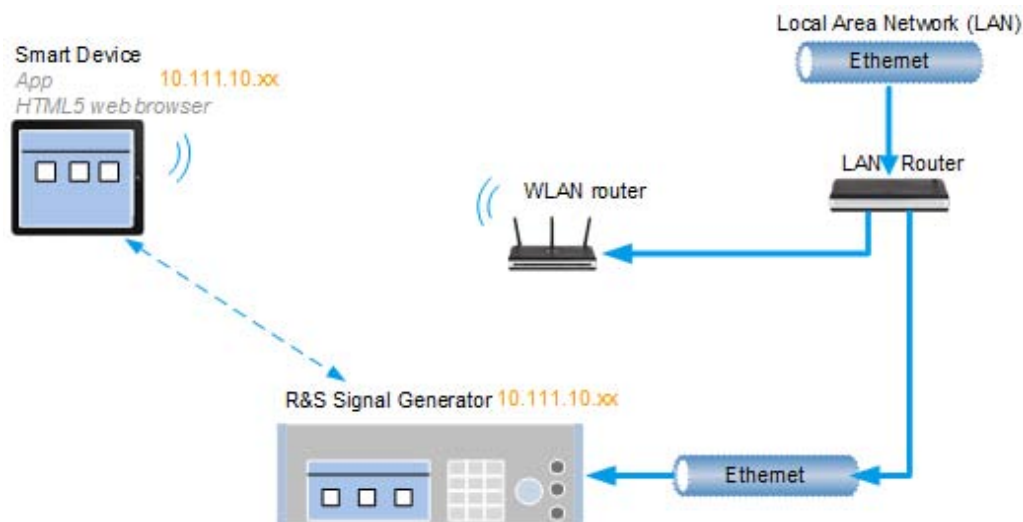 Local Area Network (LAN)
Ethernet
Smart Device
App
10.111.10.xx
HTML5 web browser
LAN Router
WLAN router
R&S Signal Generator 10.111.10.xx
Ethernet